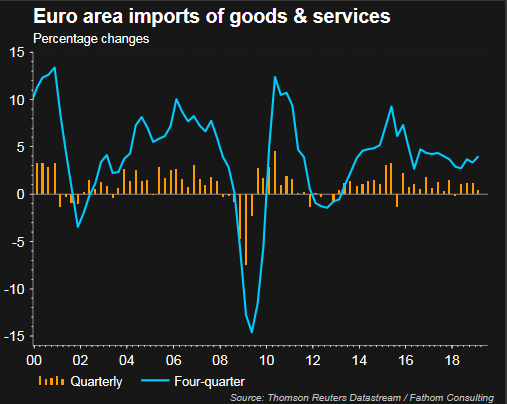 Euro area imports of goods & services
Percentage changes
15
10
5
0
-5
-10
-15
00 02 04 06 08 10 12 14 16 18
Quarterly Four-quarter
Source: Thomson Reuters Datastream / Fathom Consulting